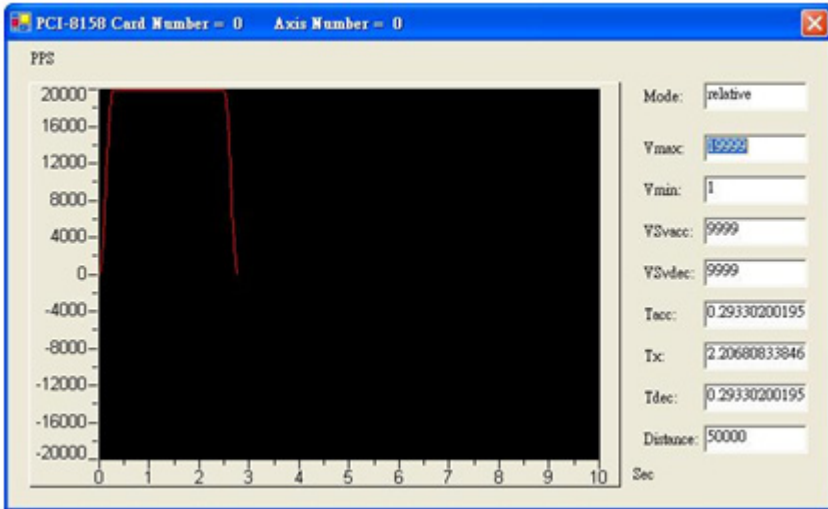 PCI-8158 Card Number = 0 Axis Number = 0
PPS
20000
16000
12000
8000
4000
0
-4000
-8000
-12000
-16000
-20000
0 1 2 3 4 5 6 7 8 9 10
Sec
Mode: relative
Vmax: 19999
Vmin: 1
VSvacc: 9999
VSvdec: 9999
Tacc: 0.29330200195
Tx: 2.20680833846
Tdec: 0.29330200195
Distance: 50000